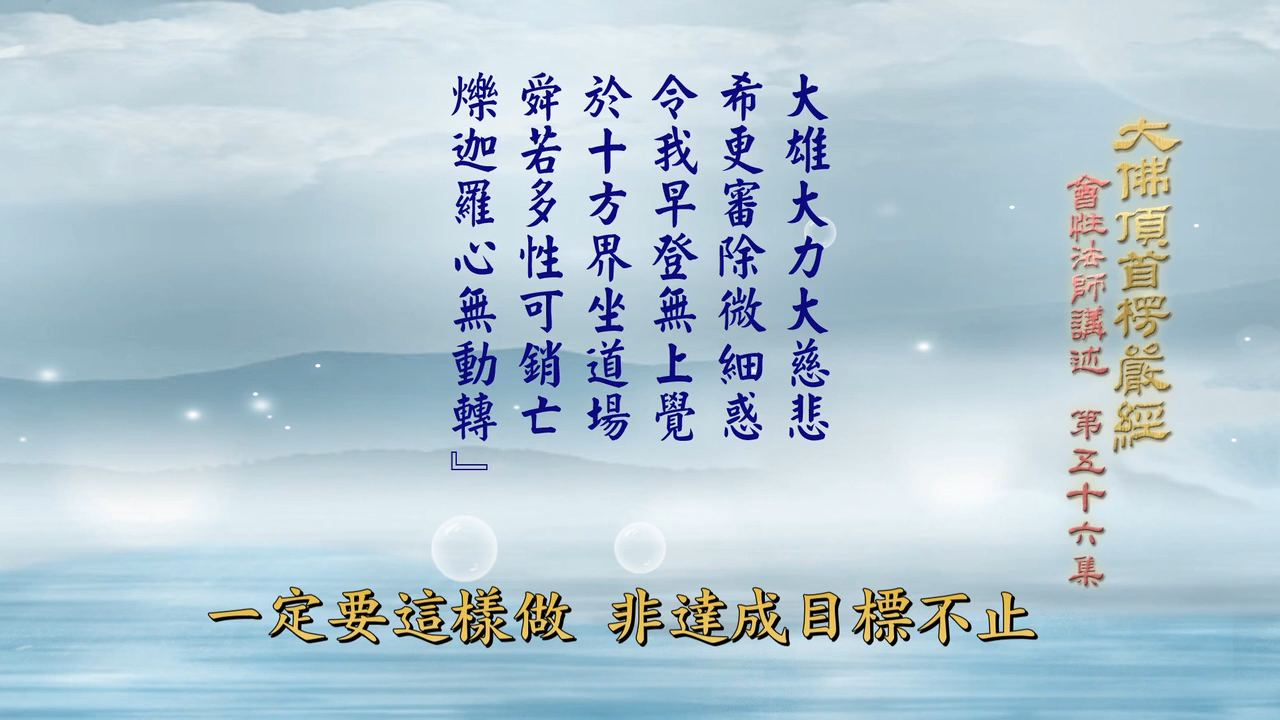 大佛頂首楞嚴經
會性法師講述 第五十六集
大雄大力大慈悲
希更審除微細惑
令我早登無上覺
於十方界坐道場
舜若多性可銷亡
爍迦羅心無動轉』
一定要這樣做 非達成目標不止